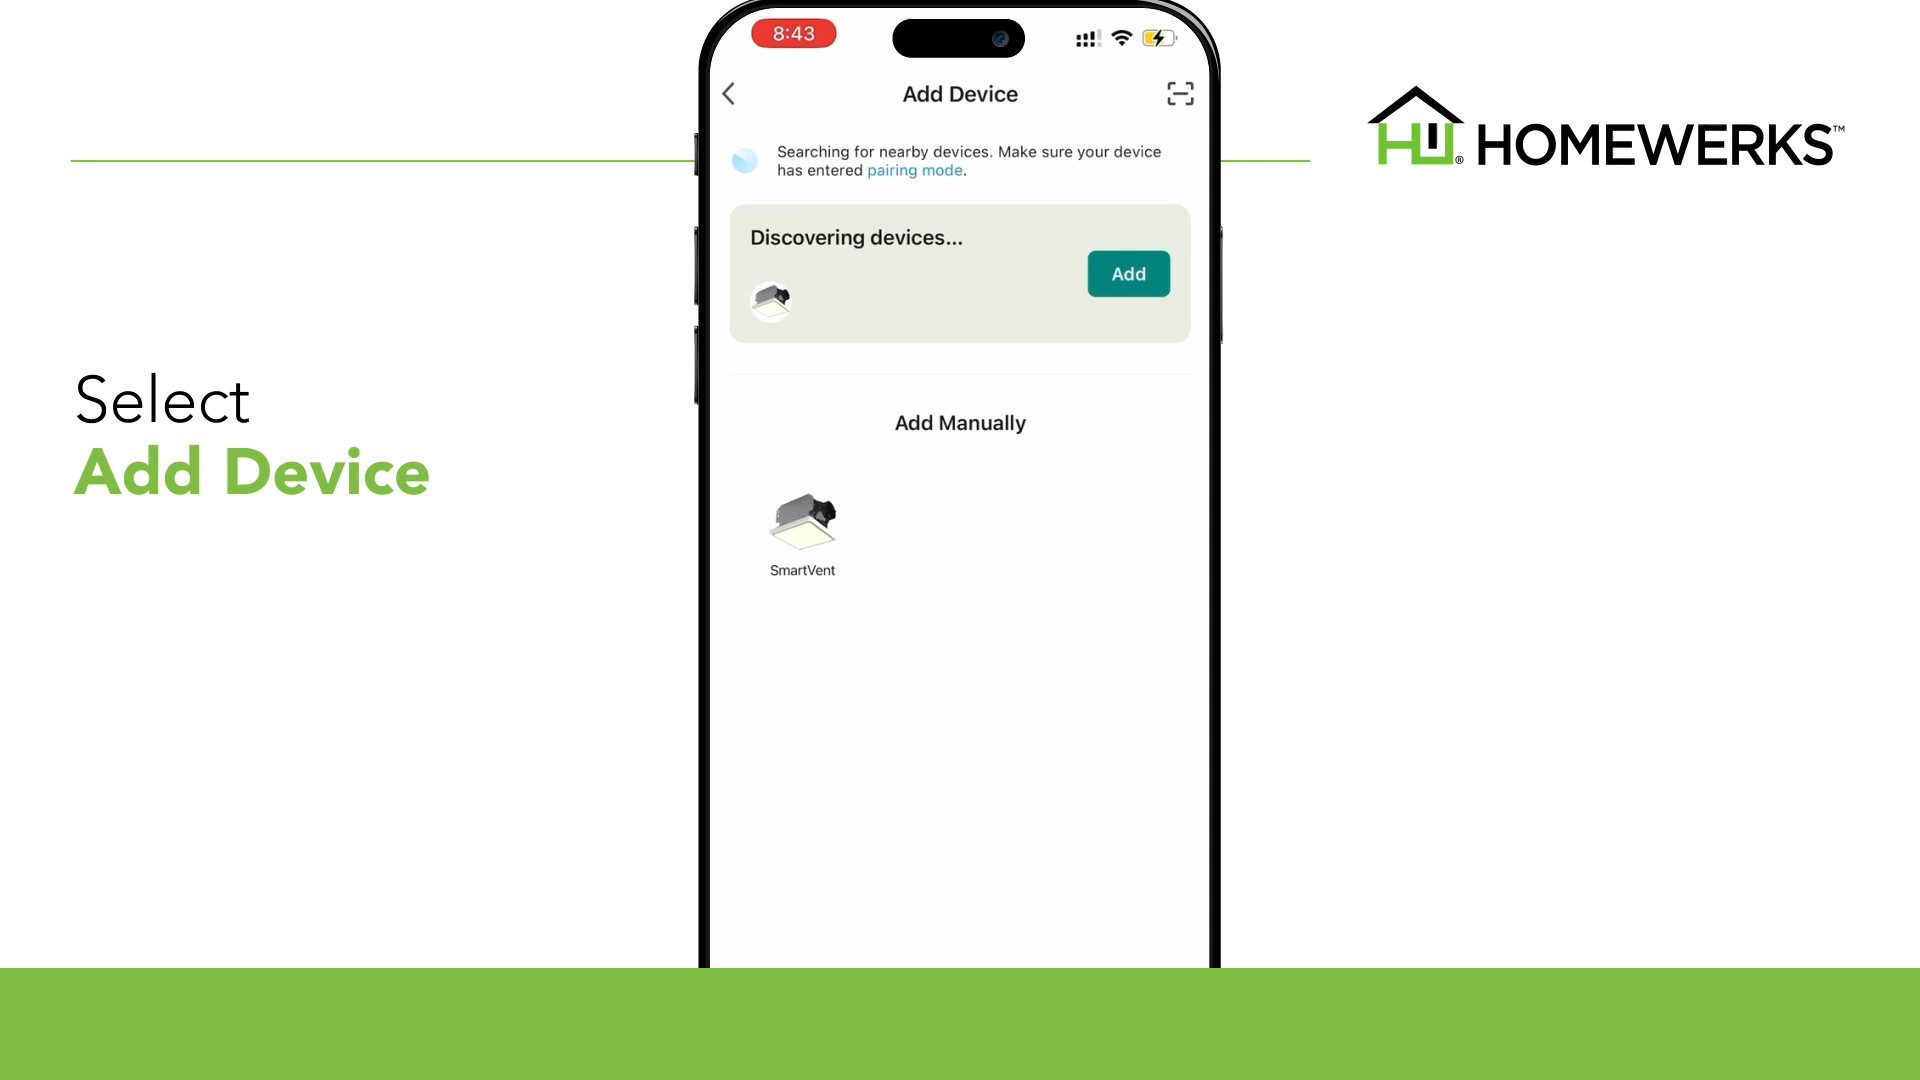 8:43
Add Device
Searching for nearby devices. Make sure your device
has entered pairing mode.
Discovering devices...
Add
Add Manually
SmartVent
Select
Add Device
HW® HOMEWERKS™